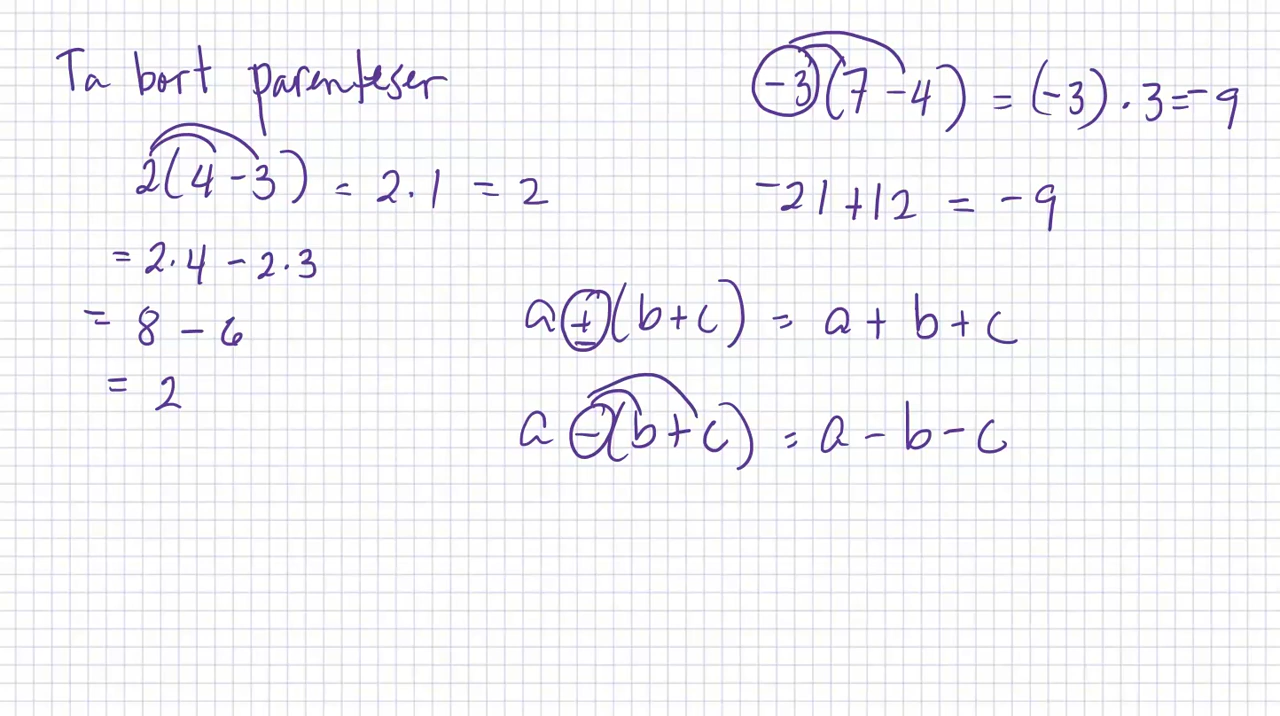 Ta bort parenteser
2(4-3) = 2·1 = 2
= 2·4 - 2·3
= 8 - 6
= 2
-3(7-4) = (-3)·3=-9
-21+12 = -9
a+(b+c) = a+b+c
a-(b+c) = a-b-c